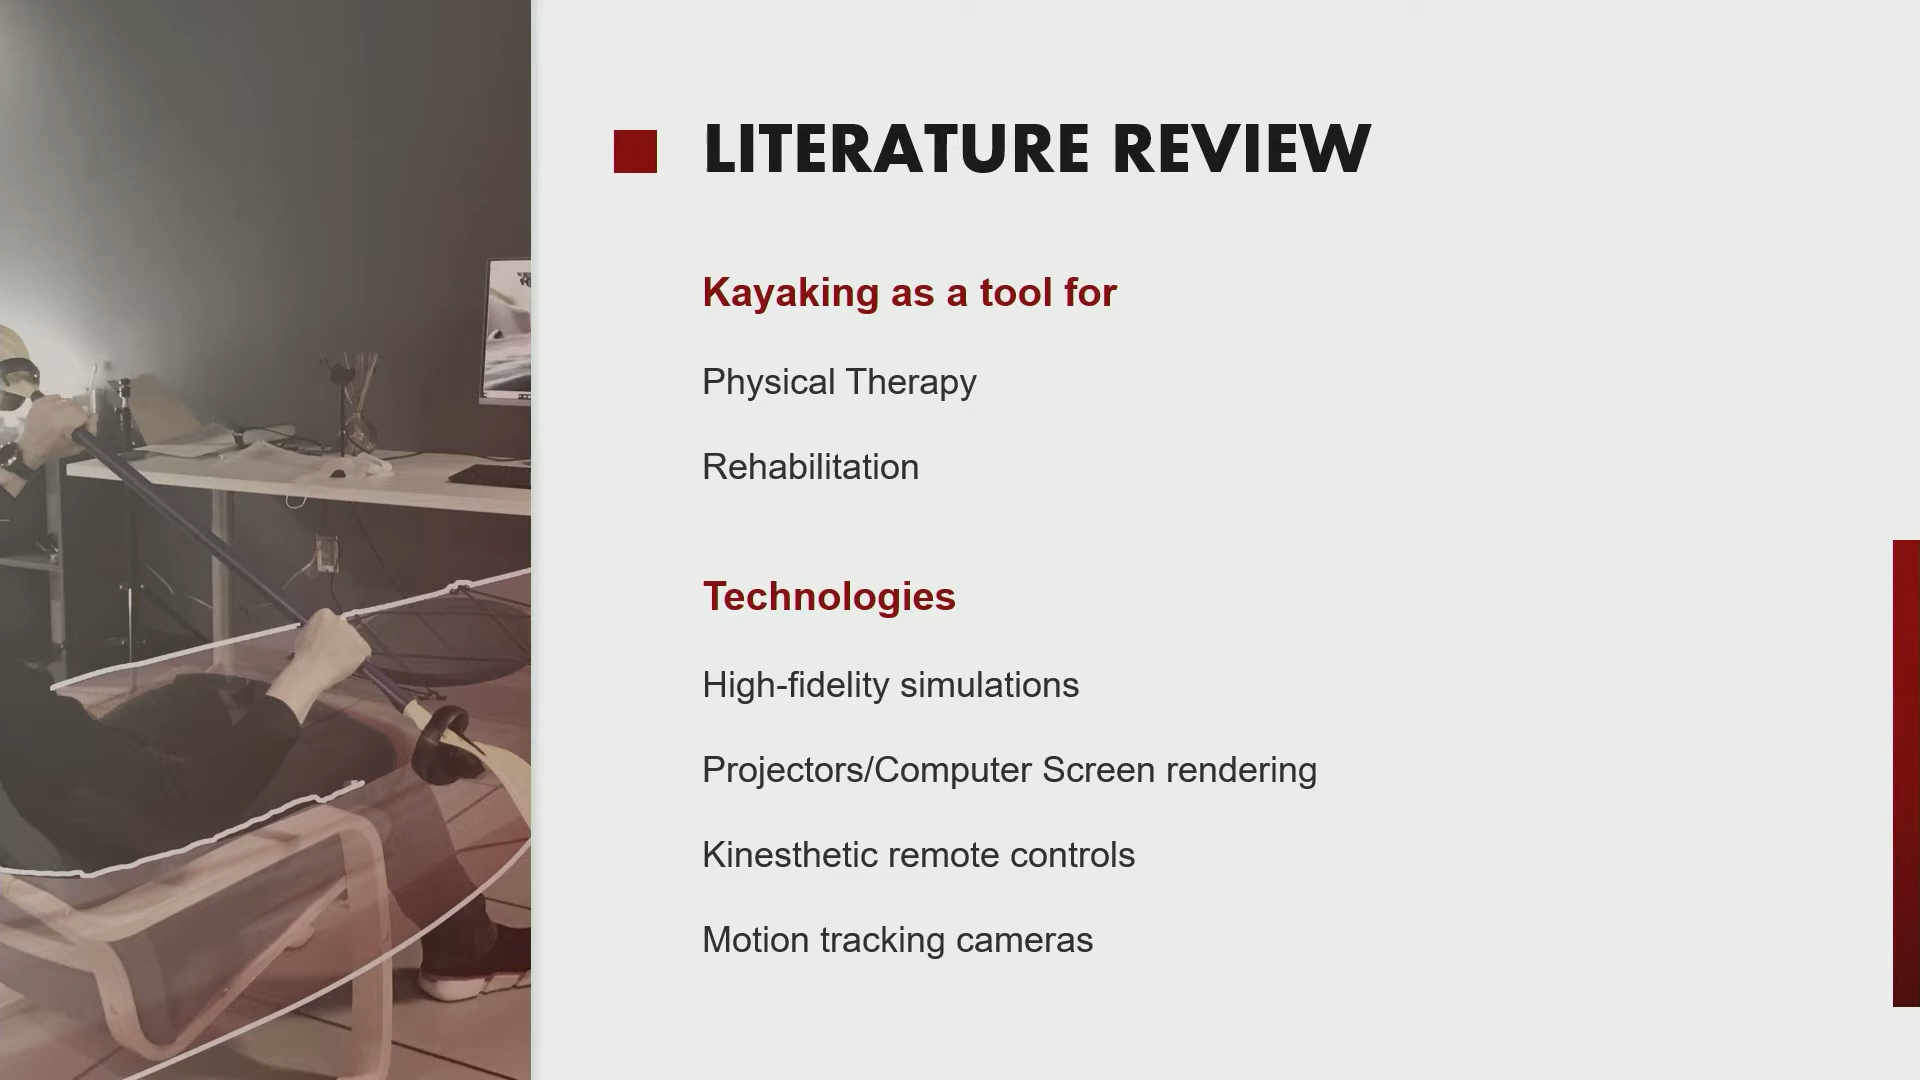 LITERATURE REVIEW
Kayaking as a tool for
Physical Therapy
Rehabilitation
Technologies
High-fidelity simulations
Projectors/Computer Screen rendering
Kinesthetic remote controls
Motion tracking cameras